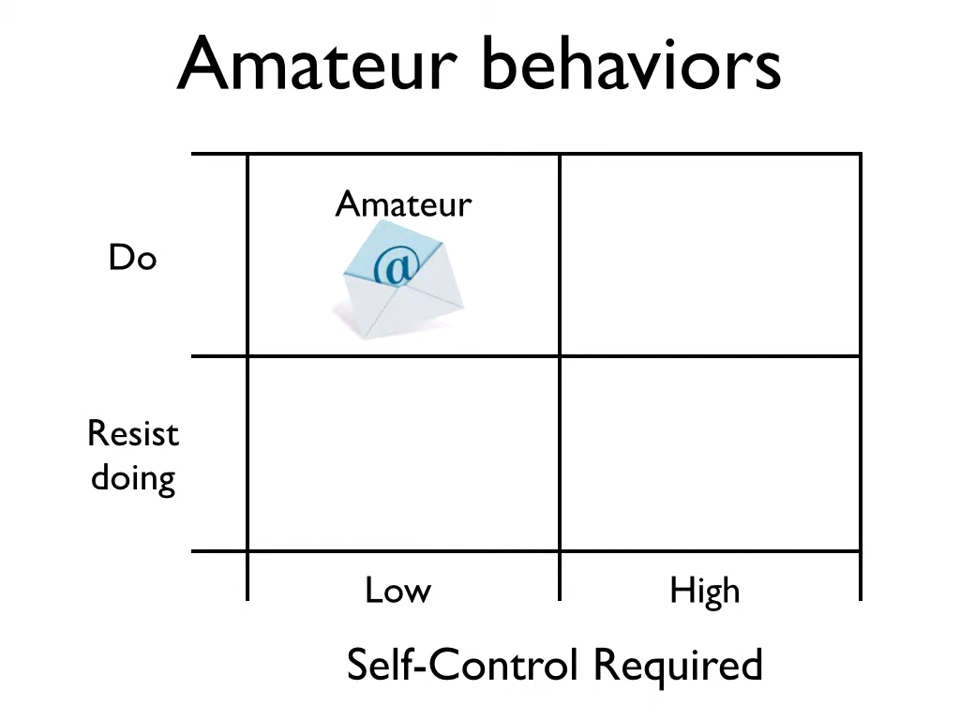 Amateur behaviors
Amateur
@
Do
Resist
doing
Low
High
Self-Control Required